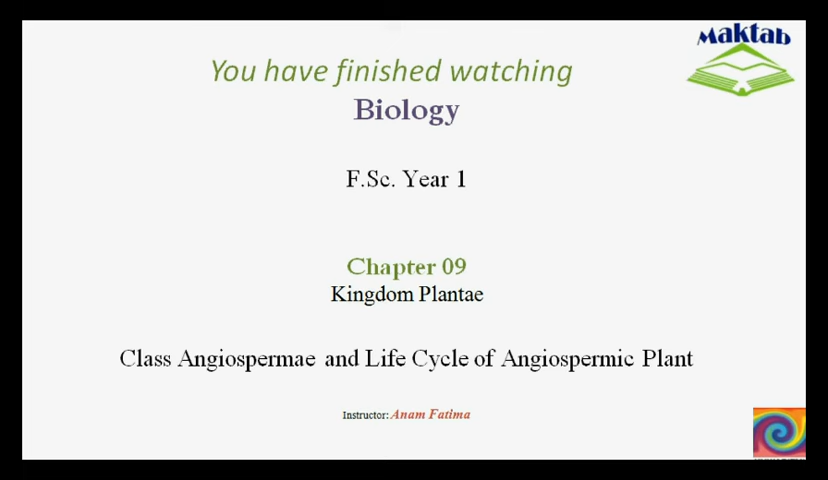 Maktab
You have finished watching
Biology
F.Sc. Year 1
Chapter 09
Kingdom Plantae
Class Angiospermae and Life Cycle of Angiospermic Plant
Instructor: Anam Fatima